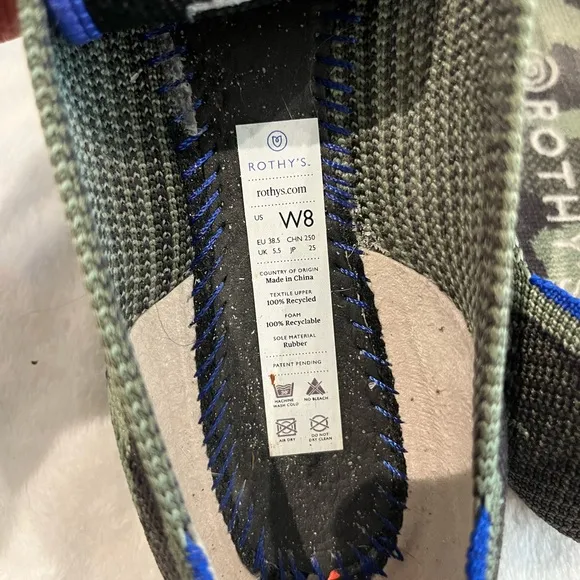 ROTHY'S™
rothys.com
US W8
EU 38.5 CHN 250
UK 5.5 JP 25
COUNTRY OF ORIGIN
Made in China
TEXTILE UPPER
100% Recycled
FOAM
100% Recyclable
SOLE MATERIAL
Rubber
PATENT PENDING
MACHINE WASH COLD
NO BLEACH
AIR DRY
DO NOT DRY CLEAN
ROTHY